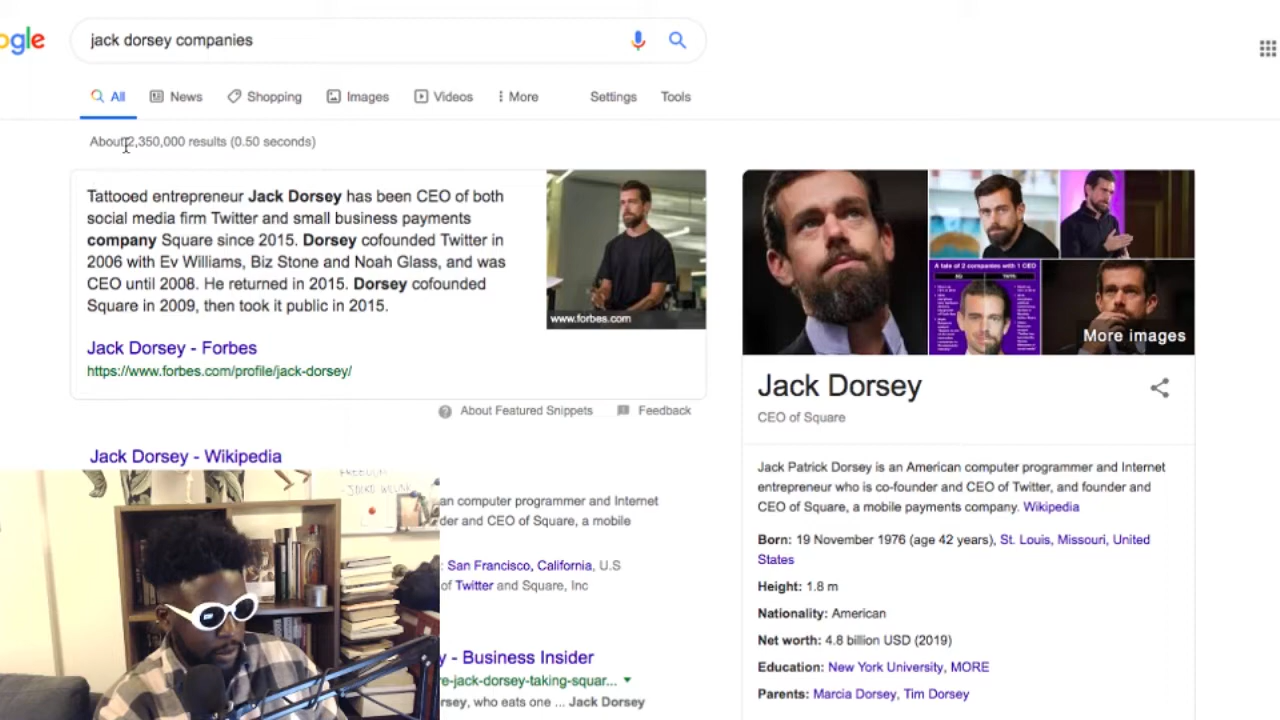 ogle
jack dorsey companies
All
News
Shopping
Images
Videos
More
Settings
Tools
About 2,350,000 results (0.50 seconds)
Tattooed entrepreneur Jack Dorsey has been CEO of both
social media firm Twitter and small business payments
company Square since 2015. Dorsey cofounded Twitter in
2006 with Ev Williams, Biz Stone and Noah Glass, and was
CEO until 2008. He returned in 2015. Dorsey cofounded
Square in 2009, then took it public in 2015.
www.forbes.com
Jack Dorsey - Forbes
https://www.forbes.com/profile/jack-dorsey/
About Featured Snippets
Feedback
Jack Dorsey - Wikipedia
an computer programmer and Internet
der and CEO of Square, a mobile
: San Francisco, California, U.S
of Twitter and Square, Inc
y - Business Insider
e-jack-dorsey-taking-squar...
rsey, who eats one ... Jack Dorsey
A tale of 2 companies with 1 CEO
More images
Jack Dorsey
CEO of Square
Jack Patrick Dorsey is an American computer programmer and Internet
entrepreneur who is co-founder and CEO of Twitter, and founder and
CEO of Square, a mobile payments company. Wikipedia
Born: 19 November 1976 (age 42 years), St. Louis, Missouri, United
States
Height: 1.8 m
Nationality: American
Net worth: 4.8 billion USD (2019)
Education: New York University, MORE
Parents: Marcia Dorsey, Tim Dorsey